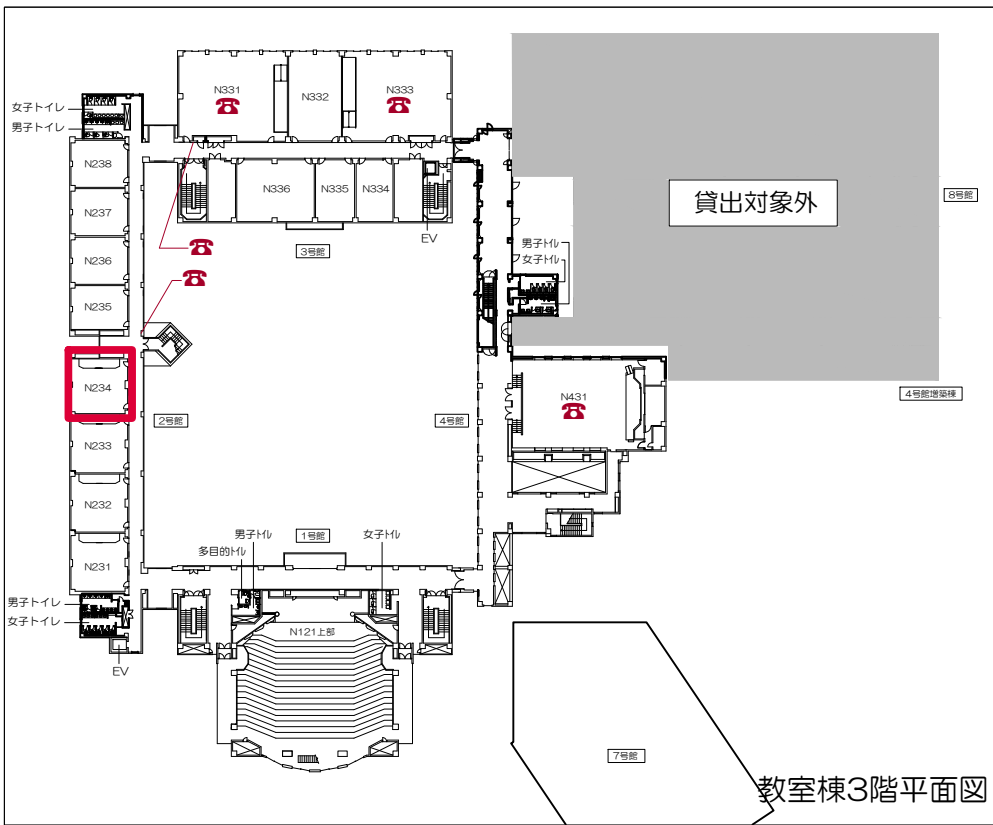 N331
N332
N333
女子トイレ
男子トイレ
N238
N237
N236
N235
N234
N233
N232
N231
男子トイレ
女子トイレ
EV
N336
N335
N334
EV
3号館
2号館
4号館
1号館
男子トイレ
女子トイレ
貸出対象外
8号館
4号館増築棟
N431
多目的トイレ
男子トイレ
女子トイレ
N121上部
7号館
教室棟3階平面図